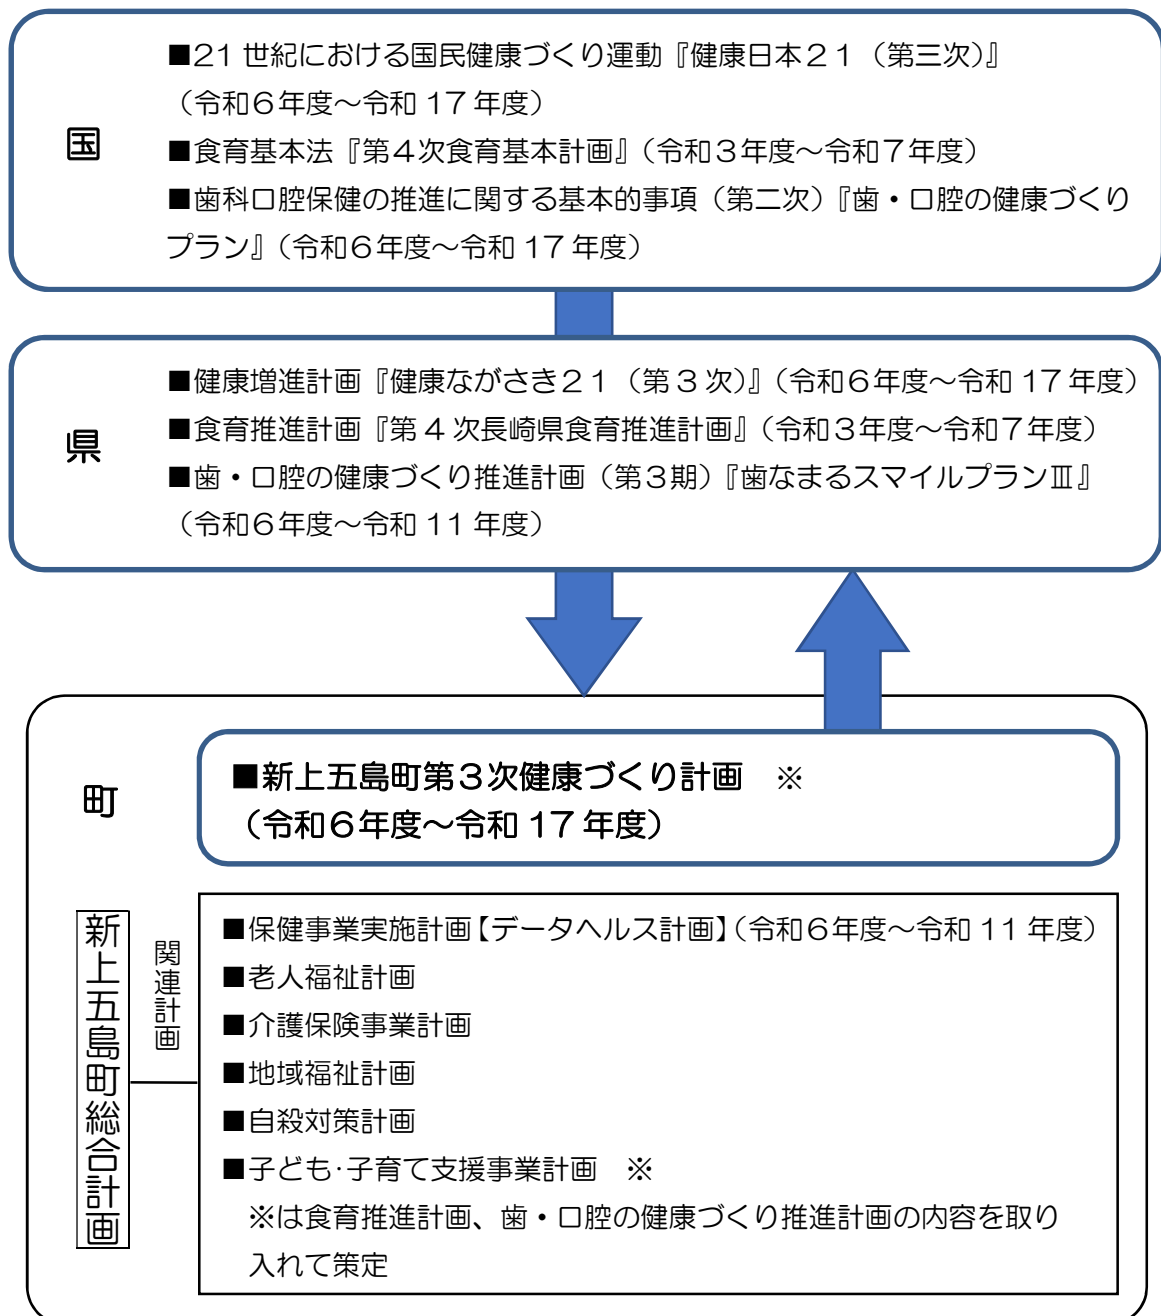 国
■21 世紀における国民健康づくり運動『健康日本２１（第三次）』
（令和６年度～令和 17 年度）
■食育基本法『第４次食育基本計画』（令和３年度～令和７年度）
■歯科口腔保健の推進に関する基本的事項（第二次）『歯・口腔の健康づくり
プラン』（令和６年度～令和 17 年度）
県
■健康増進計画『健康ながさき２１（第３次）』（令和６年度～令和 17 年度）
■食育推進計画『第 4 次長崎県食育推進計画』（令和３年度～令和７年度）
■歯・口腔の健康づくり推進計画（第３期）『歯なまるスマイルプランⅢ』
（令和６年度～令和 11 年度）
町
■新上五島町第３次健康づくり計画　※
（令和６年度～令和 17 年度）
新上五島町総合計画
関連計画
■保健事業実施計画【データヘルス計画】（令和６年度～令和 11 年度）
■老人福祉計画
■介護保険事業計画
■地域福祉計画
■自殺対策計画
■子ども・子育て支援事業計画　※
※は食育推進計画、歯・口腔の健康づくり推進計画の内容を取り
入れて策定